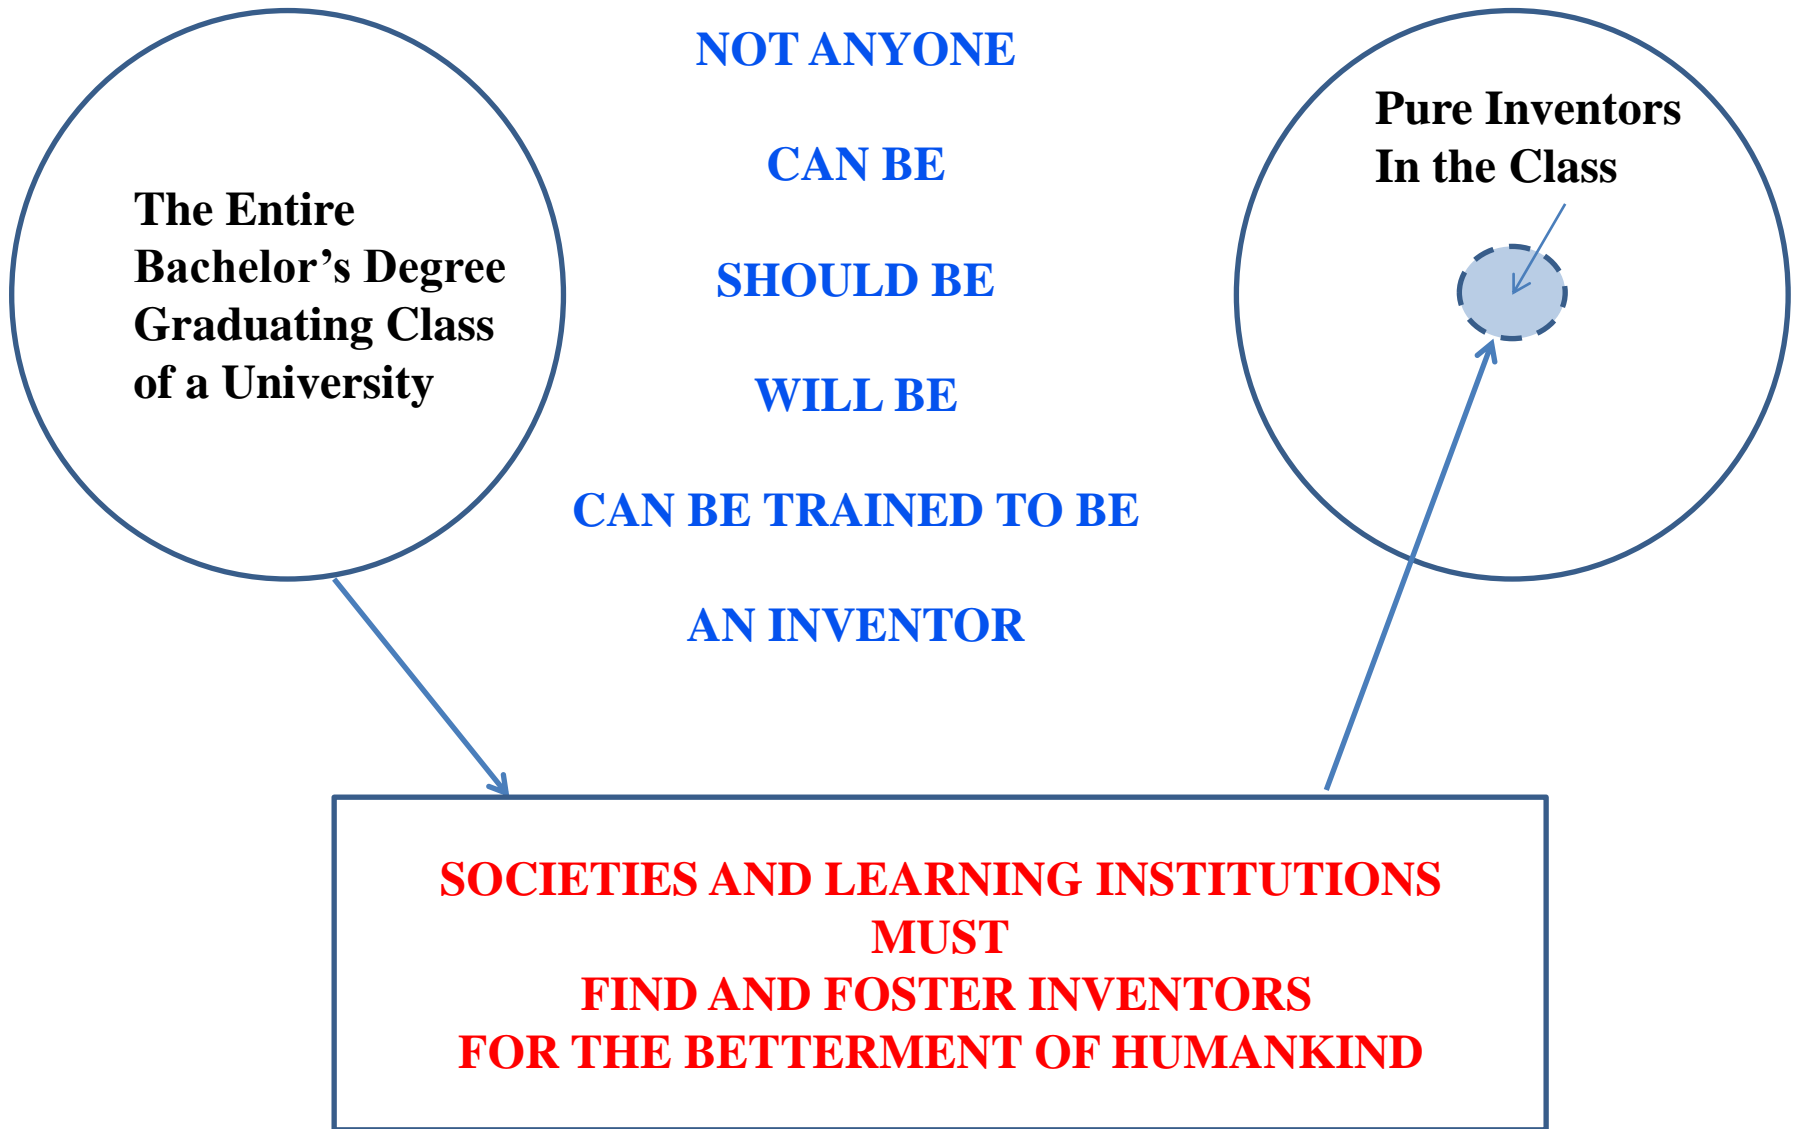 The Entire
Bachelor’s Degree
Graduating Class
of a University
NOT ANYONE
CAN BE
SHOULD BE
WILL BE
CAN BE TRAINED TO BE
AN INVENTOR
Pure Inventors
In the Class
SOCIETIES AND LEARNING INSTITUTIONS
MUST
FIND AND FOSTER INVENTORS
FOR THE BETTERMENT OF HUMANKIND